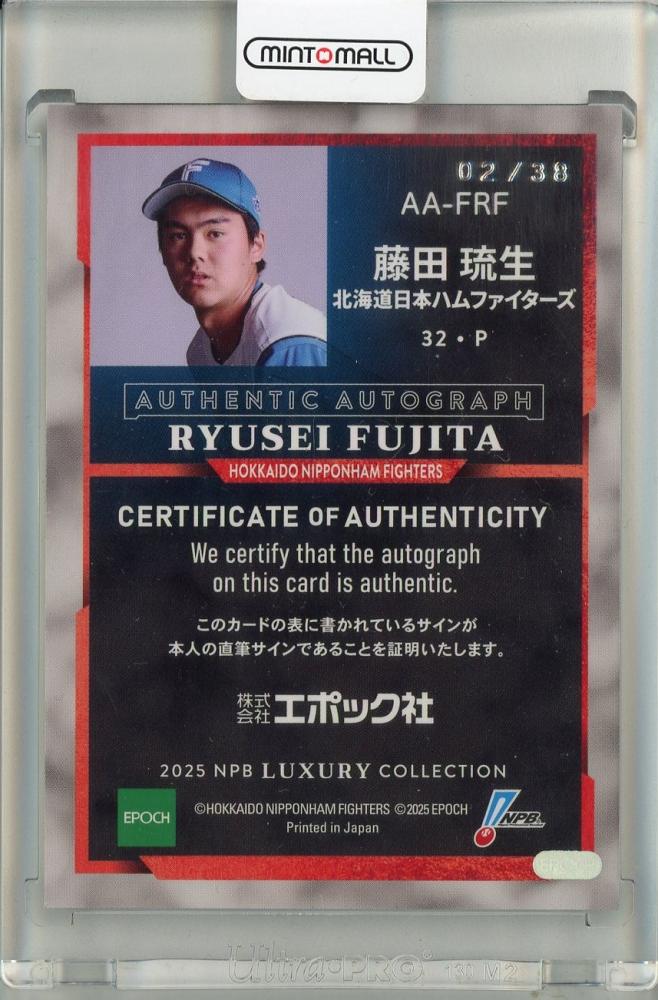 MINT MALL
02/38
AA-FRF
藤田 琉生
北海道日本ハムファイターズ
32・P
AUTHENTIC AUTOGRAPH
RYUSEI FUJITA
HOKKAIDO NIPPONHAM FIGHTERS
CERTIFICATE OF AUTHENTICITY
We certify that the autograph
on this card is authentic.
このカードの表に書かれているサインが
本人の直筆サインであることを証明いたします。
株式会社エポック社
2025 NPB LUXURY COLLECTION
EPOCH
©HOKKAIDO NIPPONHAM FIGHTERS ©2025 EPOCH
Printed in Japan
NPB
Ultra·PRO 130 M2